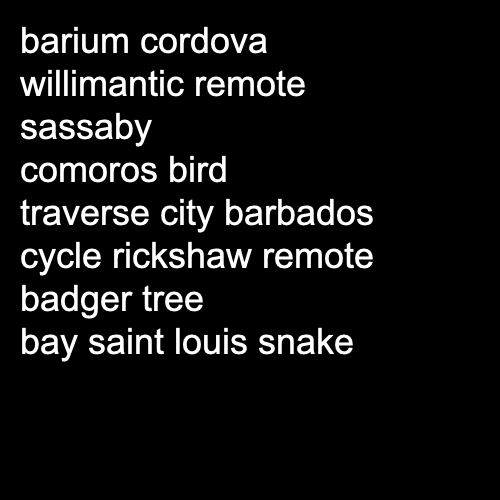 barium cordova
willimantic remote
sassaby
comoros bird
traverse city barbados
cycle rickshaw remote
badger tree
bay saint louis snake